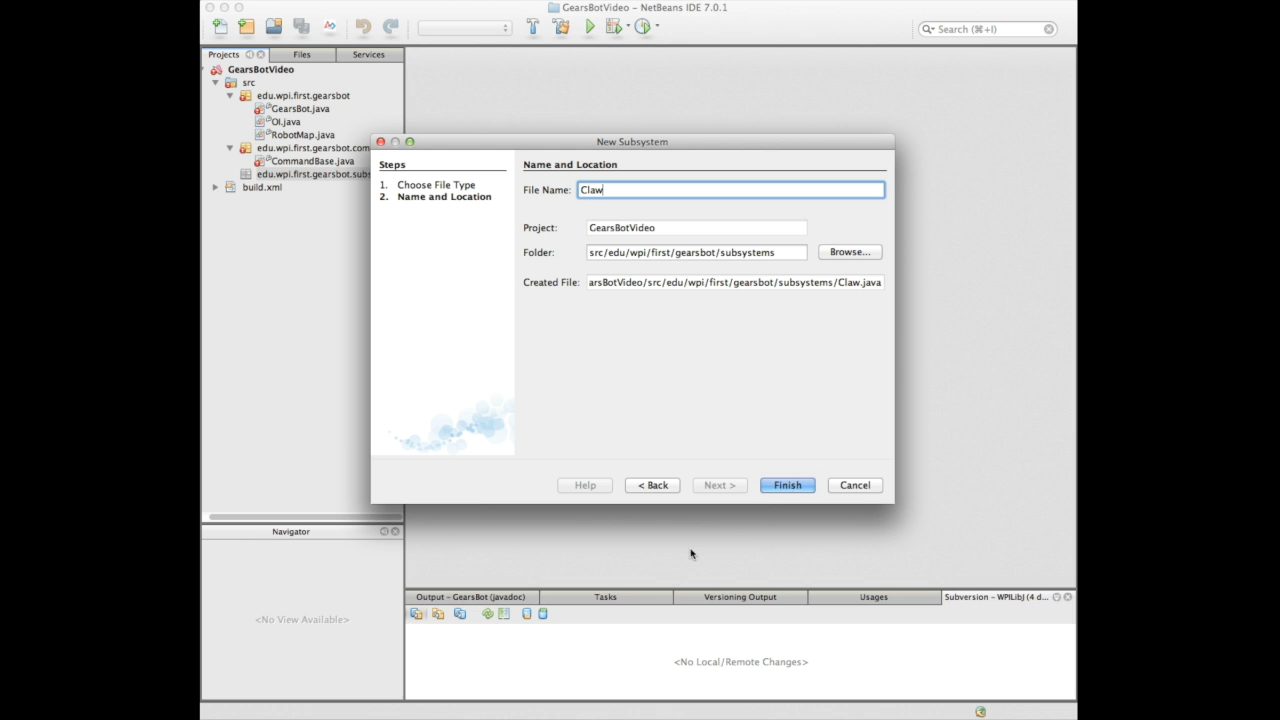 GearsBotVideo – NetBeans IDE 7.0.1
Search (⌘+I)
Projects
Files
Services
GearsBotVideo
src
edu.wpi.first.gearsbot
GearsBot.java
OI.java
RobotMap.java
edu.wpi.first.gearsbot.com
CommandBase.java
edu.wpi.first.gearsbot.subs
build.xml
New Subsystem
Steps
1. Choose File Type
2. Name and Location
Name and Location
File Name: Claw
Project: GearsBotVideo
Folder: src/edu/wpi/first/gearsbot/subsystems Browse...
Created File: arsBotVideo/src/edu/wpi/first/gearsbot/subsystems/Claw.java
Help < Back Next > Finish Cancel
Navigator
<No View Available>
Output – GearsBot (javadoc) Tasks Versioning Output Usages Subversion – WPILibJ (4 d...
<No Local/Remote Changes>